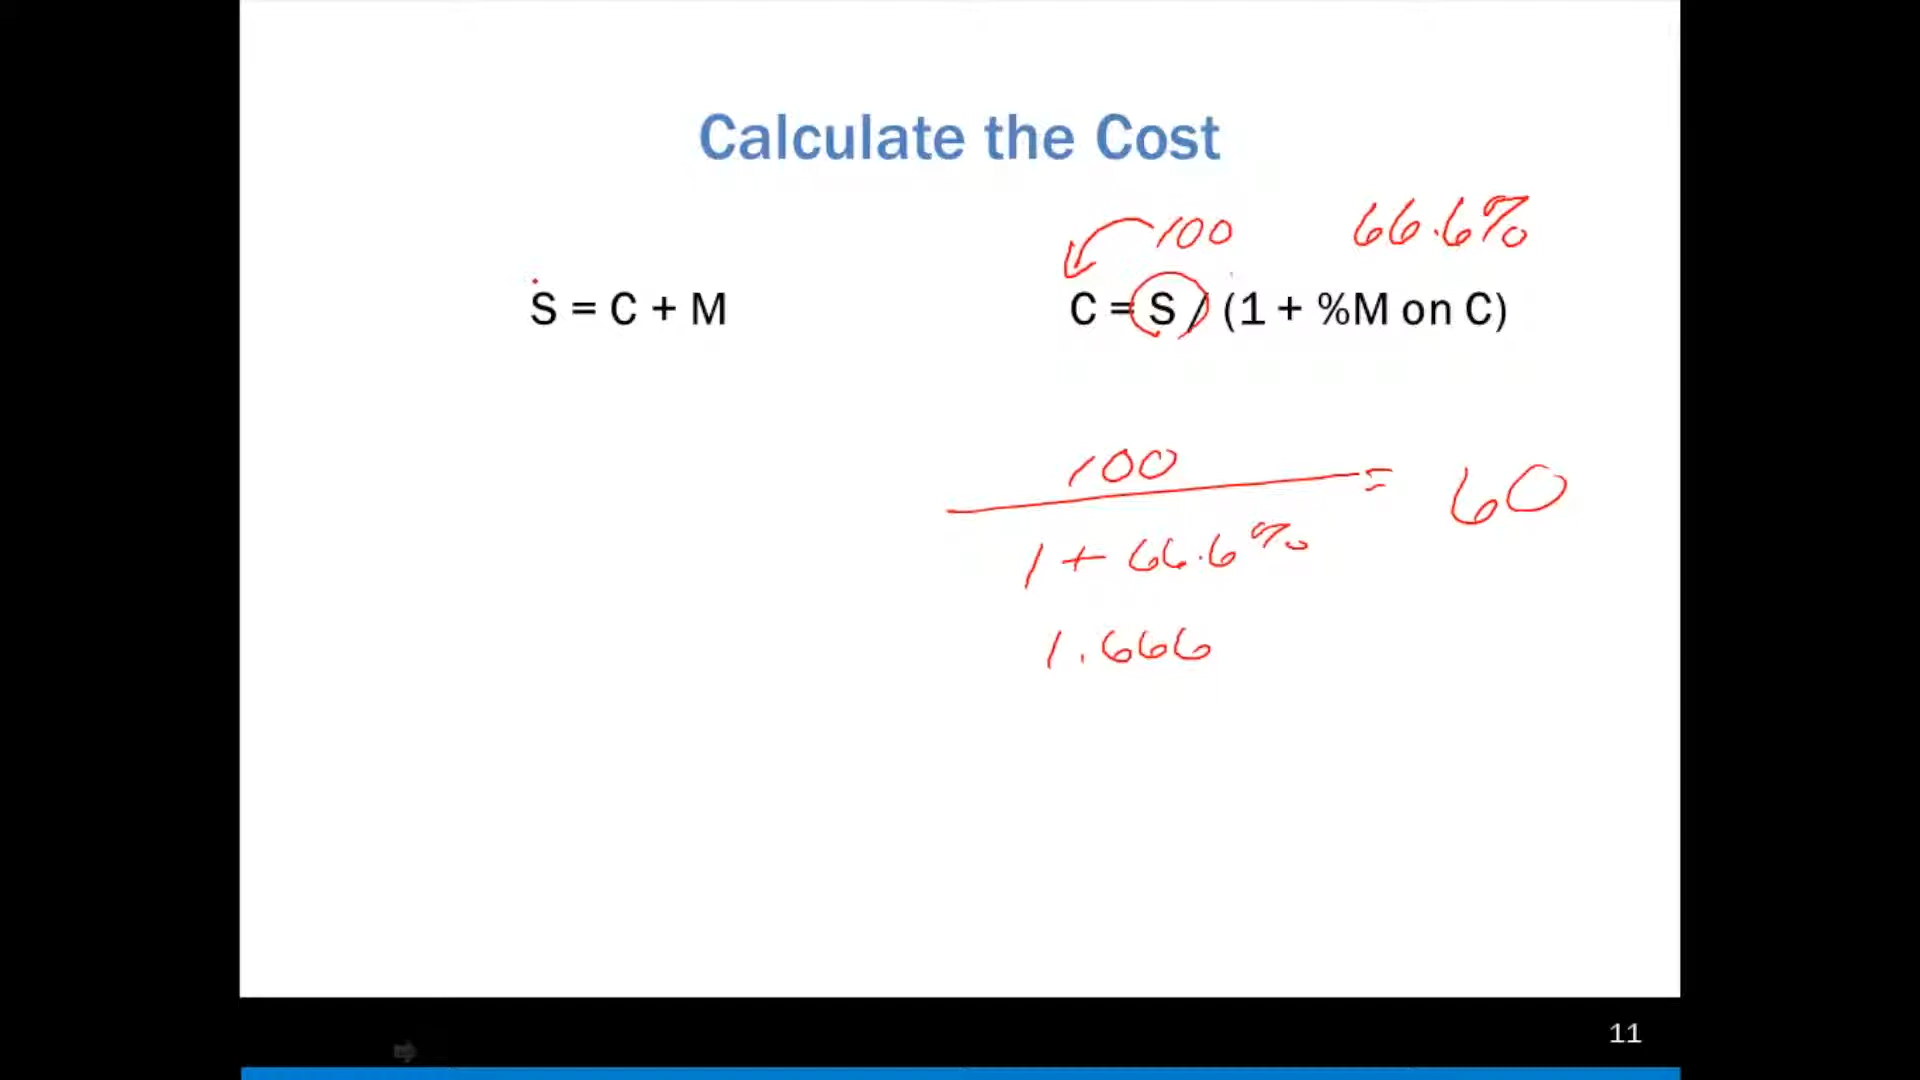 Calculate the Cost
100 66.6%
S = C + M
C = S / (1 + %M on C)
100
= 60
1 + 66.6%
1.666
11